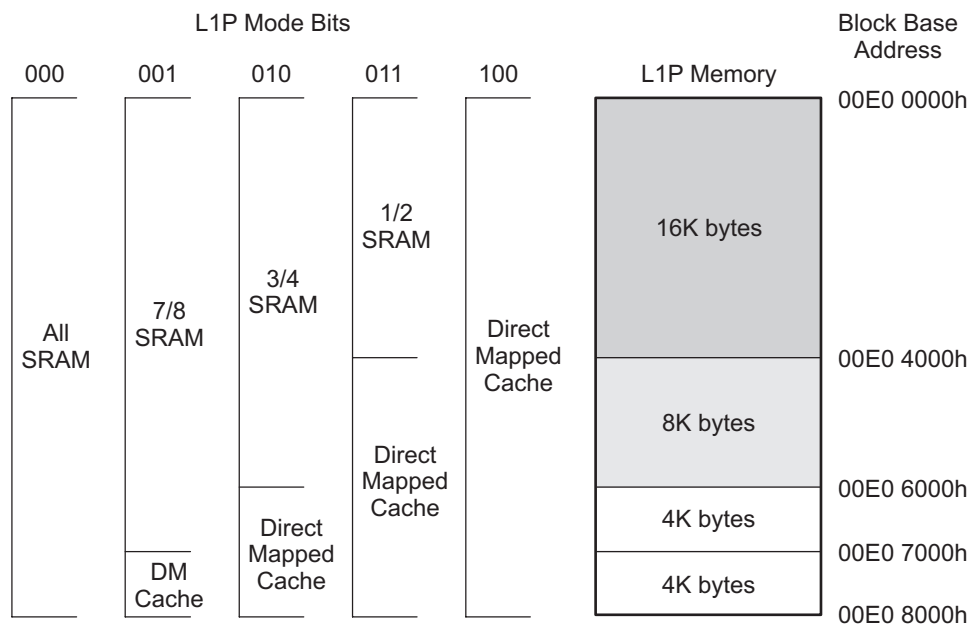 L1P Mode Bits
Block Base
Address
000 001 010 011 100 L1P Memory
00E0 0000h
1/2
SRAM
16K bytes
3/4
SRAM
7/8
SRAM
All
SRAM
Direct
Mapped
Cache
00E0 4000h
8K bytes
Direct
Mapped
Cache
00E0 6000h
4K bytes
Direct
Mapped
Cache
00E0 7000h
DM
Cache
4K bytes
00E0 8000h